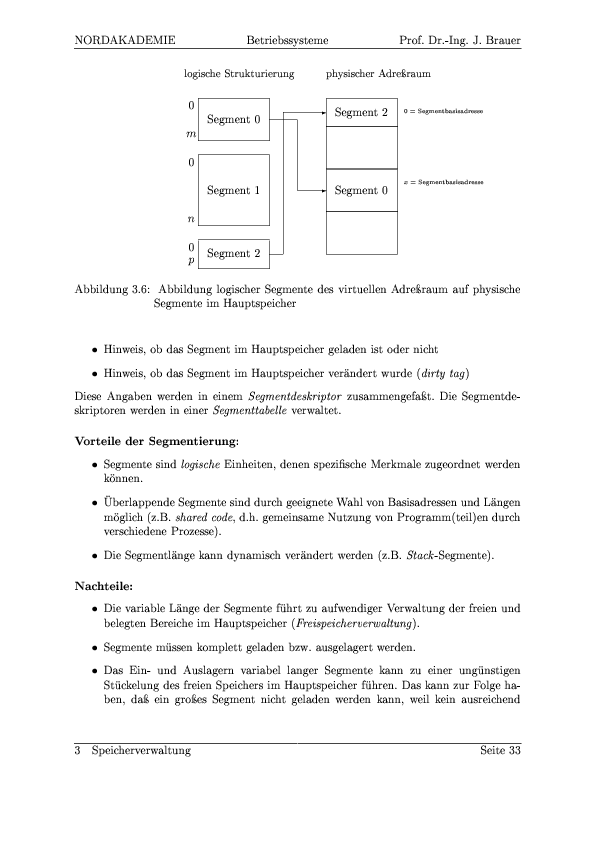 NORDAKADEMIE Betriebssysteme Prof. Dr.-Ing. J. Brauer
logische Strukturierung physischer Adreßraum
0
Segment 0
m
0
Segment 1
n
0
Segment 2
p
Segment 2
0 = Segmentbasisadresse
Segment 0
x = Segmentbasisadresse
Abbildung 3.6: Abbildung logischer Segmente des virtuellen Adreßraum auf physische
Segmente im Hauptspeicher
• Hinweis, ob das Segment im Hauptspeicher geladen ist oder nicht
• Hinweis, ob das Segment im Hauptspeicher verändert wurde (dirty tag)
Diese Angaben werden in einem Segmentdeskriptor zusammengefaßt. Die Segmentde-
skriptoren werden in einer Segmenttabelle verwaltet.
Vorteile der Segmentierung:
• Segmente sind logische Einheiten, denen spezifische Merkmale zugeordnet werden
können.
• Überlappende Segmente sind durch geeignete Wahl von Basisadressen und Längen
möglich (z.B. shared code, d.h. gemeinsame Nutzung von Programm(teil)en durch
verschiedene Prozesse).
• Die Segmentlänge kann dynamisch verändert werden (z.B. Stack-Segmente).
Nachteile:
• Die variable Länge der Segmente führt zu aufwendiger Verwaltung der freien und
belegten Bereiche im Hauptspeicher (Freispeicherverwaltung).
• Segmente müssen komplett geladen bzw. ausgelagert werden.
• Das Ein- und Auslagern variabel langer Segmente kann zu einer ungünstigen
Stückelung des freien Speichers im Hauptspeicher führen. Das kann zur Folge ha-
ben, daß ein großes Segment nicht geladen werden kann, weil kein ausreichend
3 Speicherverwaltung Seite 33